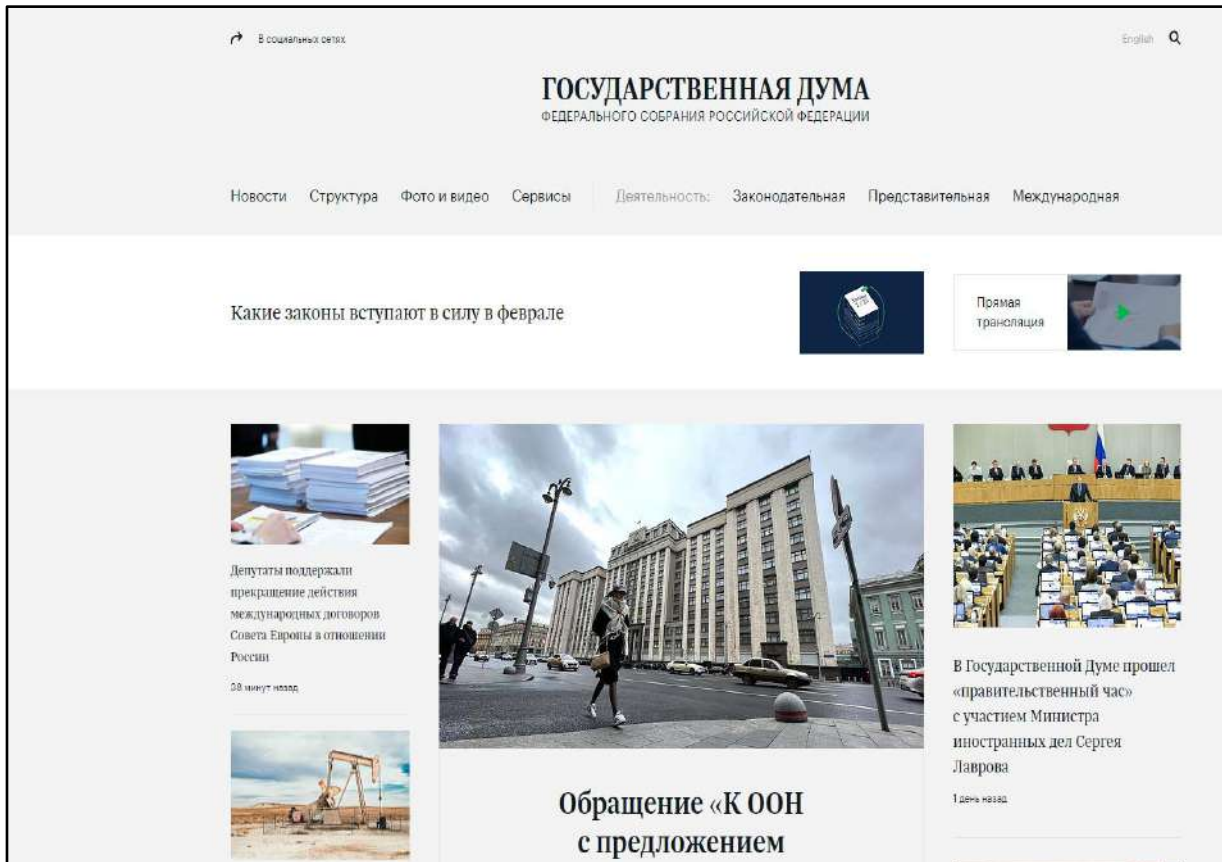 В социальных сетях
English
ГОСУДАРСТВЕННАЯ ДУМА
ФЕДЕРАЛЬНОГО СОБРАНИЯ РОССИЙСКОЙ ФЕДЕРАЦИИ
Новости Структура Фото и видео Сервисы Деятельность: Законодательная Представительная Международная
Какие законы вступают в силу в феврале
Прямая
трансляция
Депутаты поддержали
прекращение действия
международных договоров
Совета Европы в отношении
России
38 минут назад
Обращение «К ООН
с предложением
В Государственной Думе прошел
«правительственный час»
с участием Министра
иностранных дел Сергея
Лаврова
1 день назад